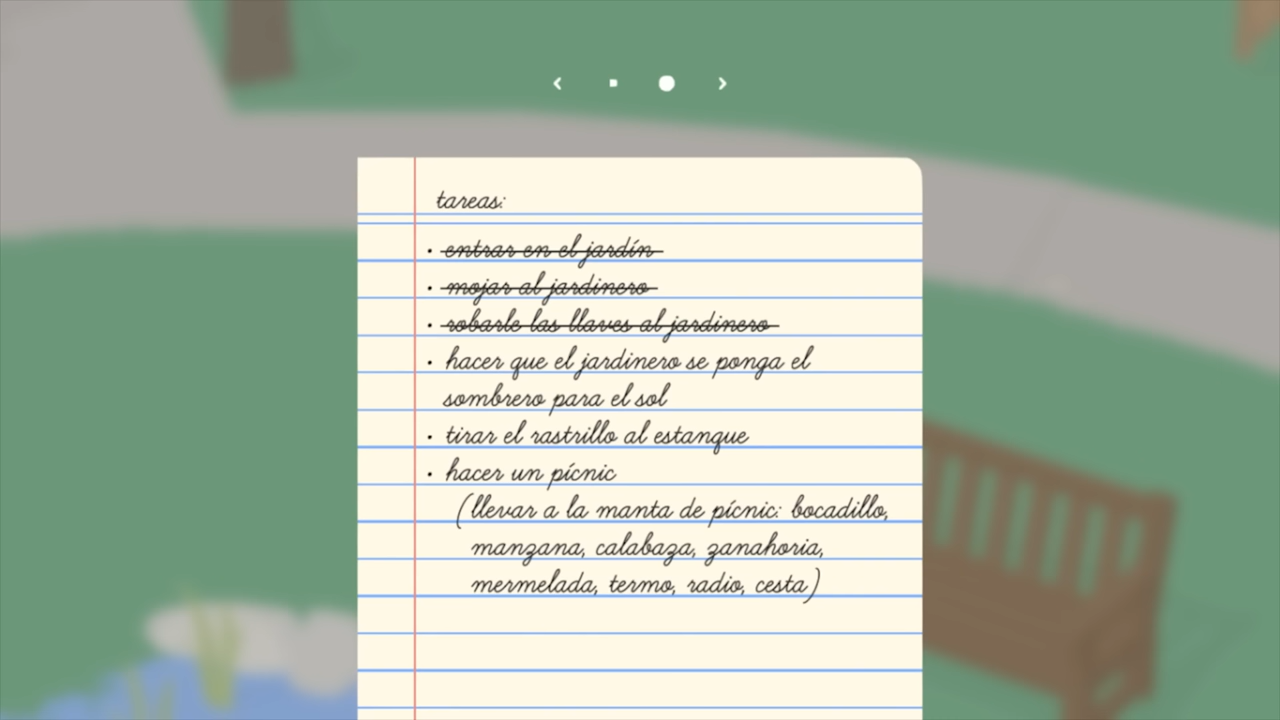 tareas:
· entrar en el jardín
· mojar al jardinero
· robarle las llaves al jardinero
· hacer que el jardinero se ponga el
sombrero para el sol
· tirar el rastrillo al estanque
· hacer un pícnic
(llevar a la manta de pícnic: bocadillo,
manzana, calabaza, zanahoria,
mermelada, termo, radio, cesta)